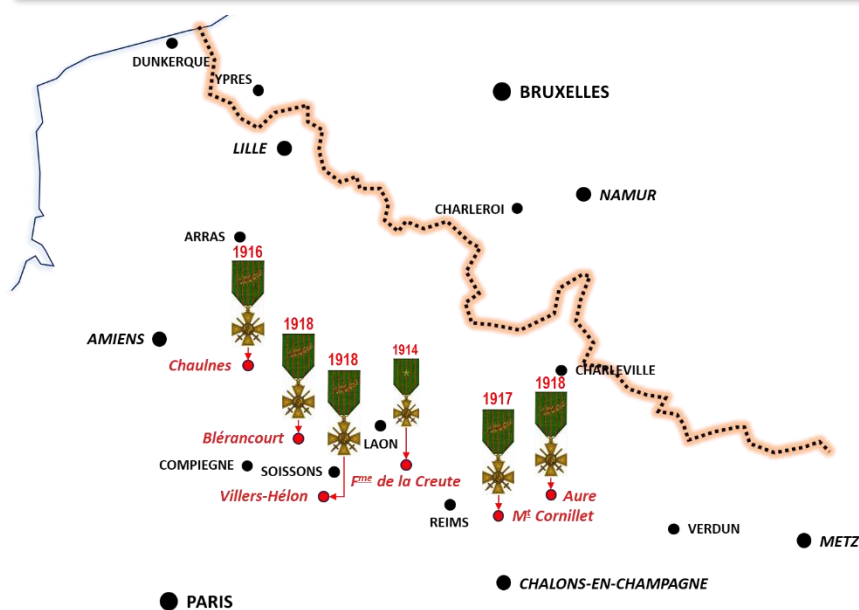 DUNKERQUE
YPRES
BRUXELLES
LILLE
NAMUR
CHARLEROI
ARRAS
1916
AMIENS
1918
1918
1914
Chaulnes
CHARLEVILLE
1917
1918
Blérancourt
LAON
COMPIEGNE
SOISSONS
Fme de la Creute
Villers-Hélon
Aure
REIMS
Mt Cornillet
VERDUN
METZ
CHALONS-EN-CHAMPAGNE
PARIS